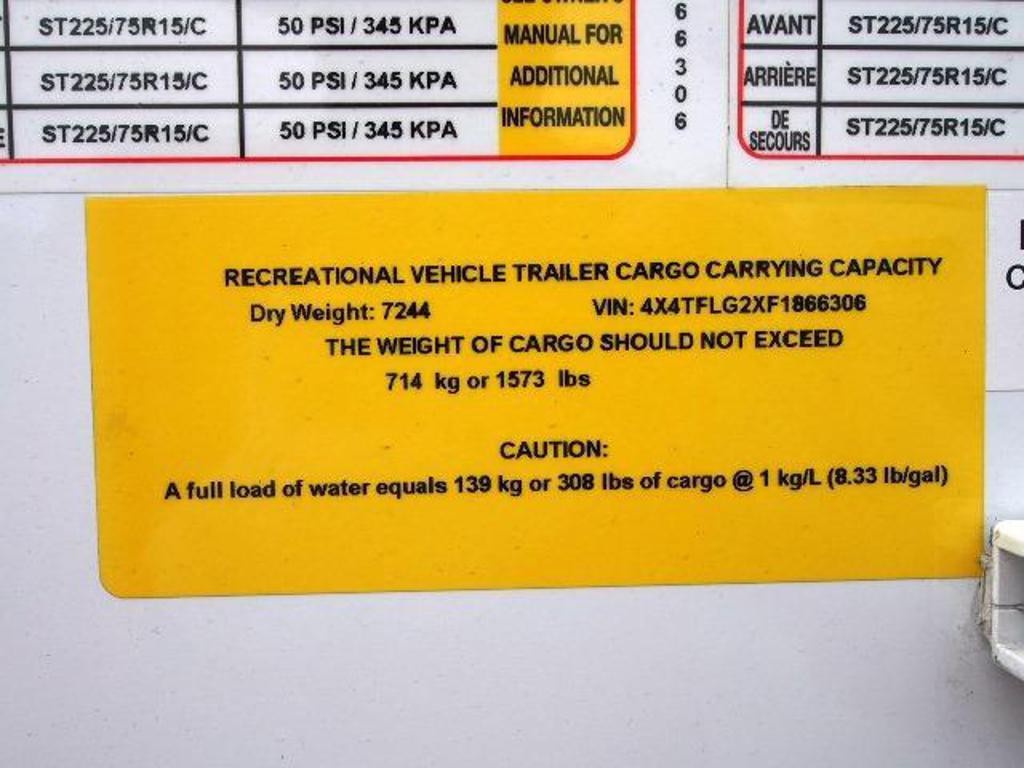 ST225/75R15/C 50 PSI / 345 KPA MANUAL FOR
ST225/75R15/C 50 PSI / 345 KPA ADDITIONAL
ST225/75R15/C 50 PSI / 345 KPA INFORMATION
6
6
3
0
6
AVANT ST225/75R15/C
ARRIÈRE ST225/75R15/C
DE SECOURS ST225/75R15/C
RECREATIONAL VEHICLE TRAILER CARGO CARRYING CAPACITY
Dry Weight: 7244 VIN: 4X4TFLG2XF1866306
THE WEIGHT OF CARGO SHOULD NOT EXCEED
714 kg or 1573 lbs
CAUTION:
A full load of water equals 139 kg or 308 lbs of cargo @ 1 kg/L (8.33 lb/gal)